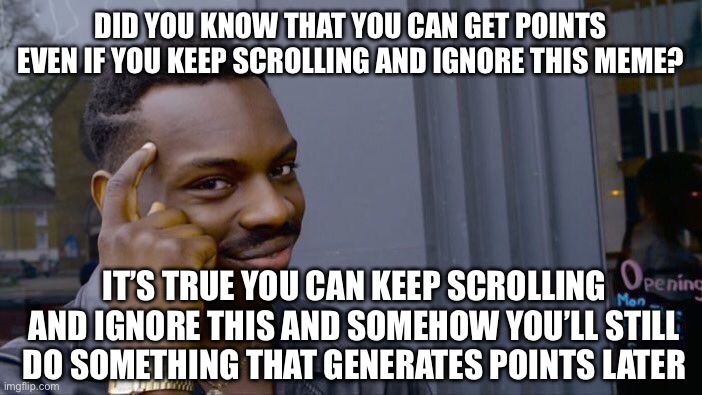 DID YOU KNOW THAT YOU CAN GET POINTS
EVEN IF YOU KEEP SCROLLING AND IGNORE THIS MEME?
IT’S TRUE YOU CAN KEEP SCROLLING
AND IGNORE THIS AND SOMEHOW YOU’LL STILL
DO SOMETHING THAT GENERATES POINTS LATER
Opening
Mon
imgflip.com